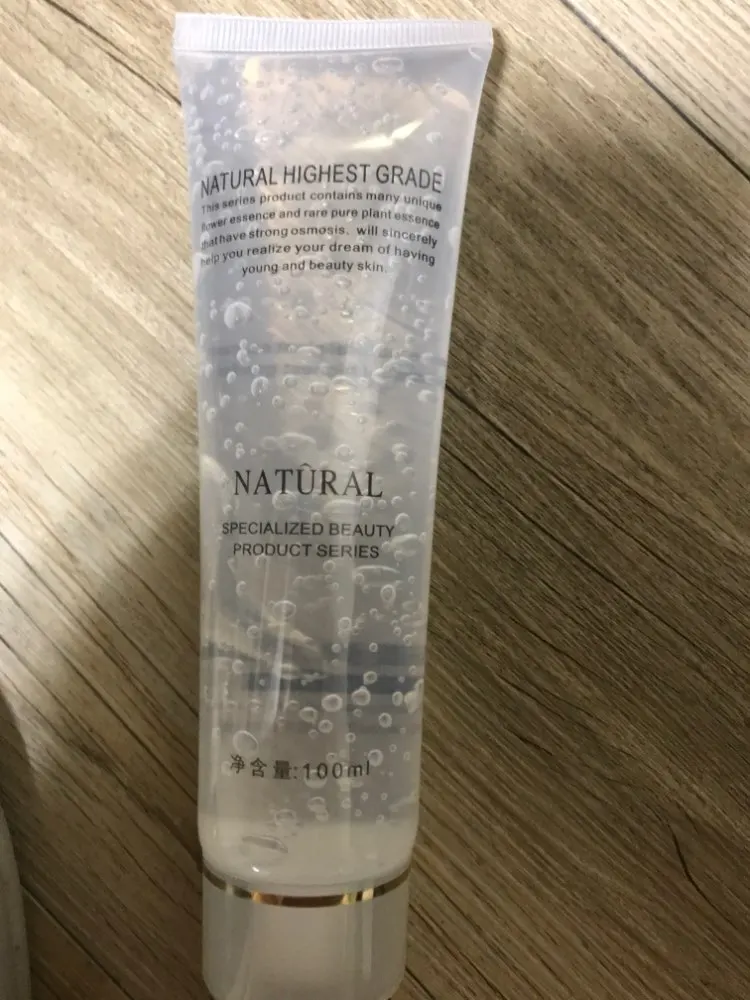 NATURAL HIGHEST GRADE
This series product contains many unique
flower essence and rare pure plant essence
that have strong osmosis. will sincerely
help you realize your dream of having
young and beauty skin.
NATÛRAL
SPECIALIZED BEAUTY
PRODUCT SERIES
净含量:100ml